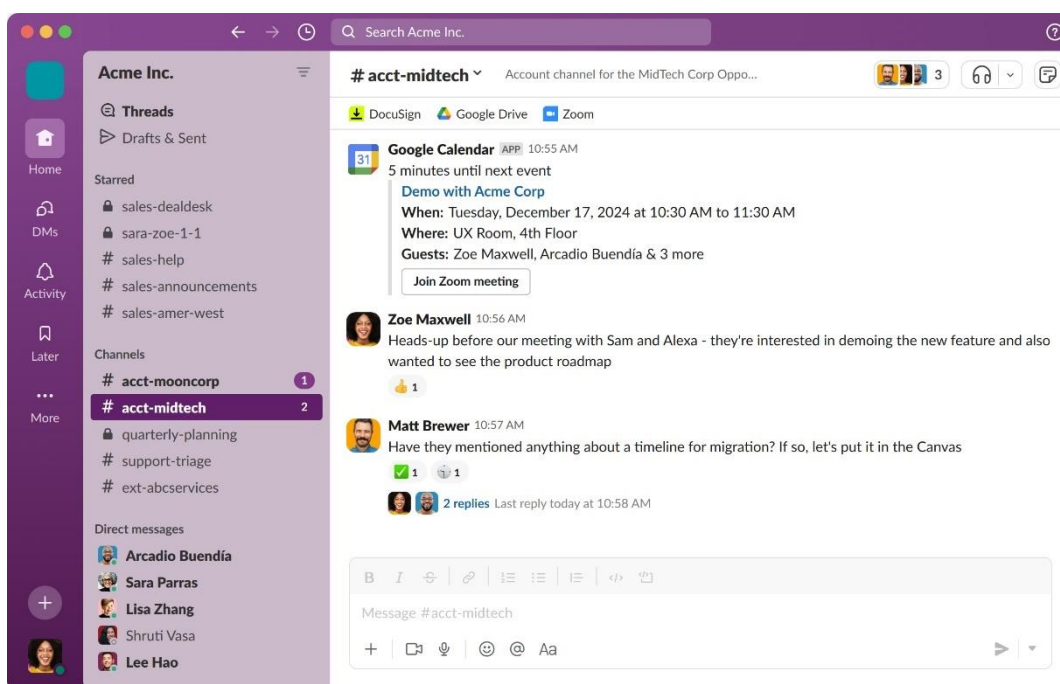 Search Acme Inc.
Acme Inc.
Threads
Drafts & Sent
Starred
sales-dealdesk
sara-zoe-1-1
# sales-help
# sales-announcements
# sales-amer-west
Channels
# acct-mooncorp 1
# acct-midtech 2
quarterly-planning
# support-triage
# ext-abcservices
Direct messages
Arcadio Buendía
Sara Parras
Lisa Zhang
Shruti Vasa
Lee Hao
Home
DMs
Activity
Later
More
# acct-midtech
Account channel for the MidTech Corp Oppo...
3
DocuSign Google Drive Zoom
31
Google Calendar APP 10:55 AM
5 minutes until next event
Demo with Acme Corp
When: Tuesday, December 17, 2024 at 10:30 AM to 11:30 AM
Where: UX Room, 4th Floor
Guests: Zoe Maxwell, Arcadio Buendía & 3 more
Join Zoom meeting
Zoe Maxwell 10:56 AM
Heads-up before our meeting with Sam and Alexa - they're interested in demoing the new feature and also
wanted to see the product roadmap
1
Matt Brewer 10:57 AM
Have they mentioned anything about a timeline for migration? If so, let's put it in the Canvas
1 1
2 replies Last reply today at 10:58 AM
B I S
Message #acct-midtech
+ @ Aa